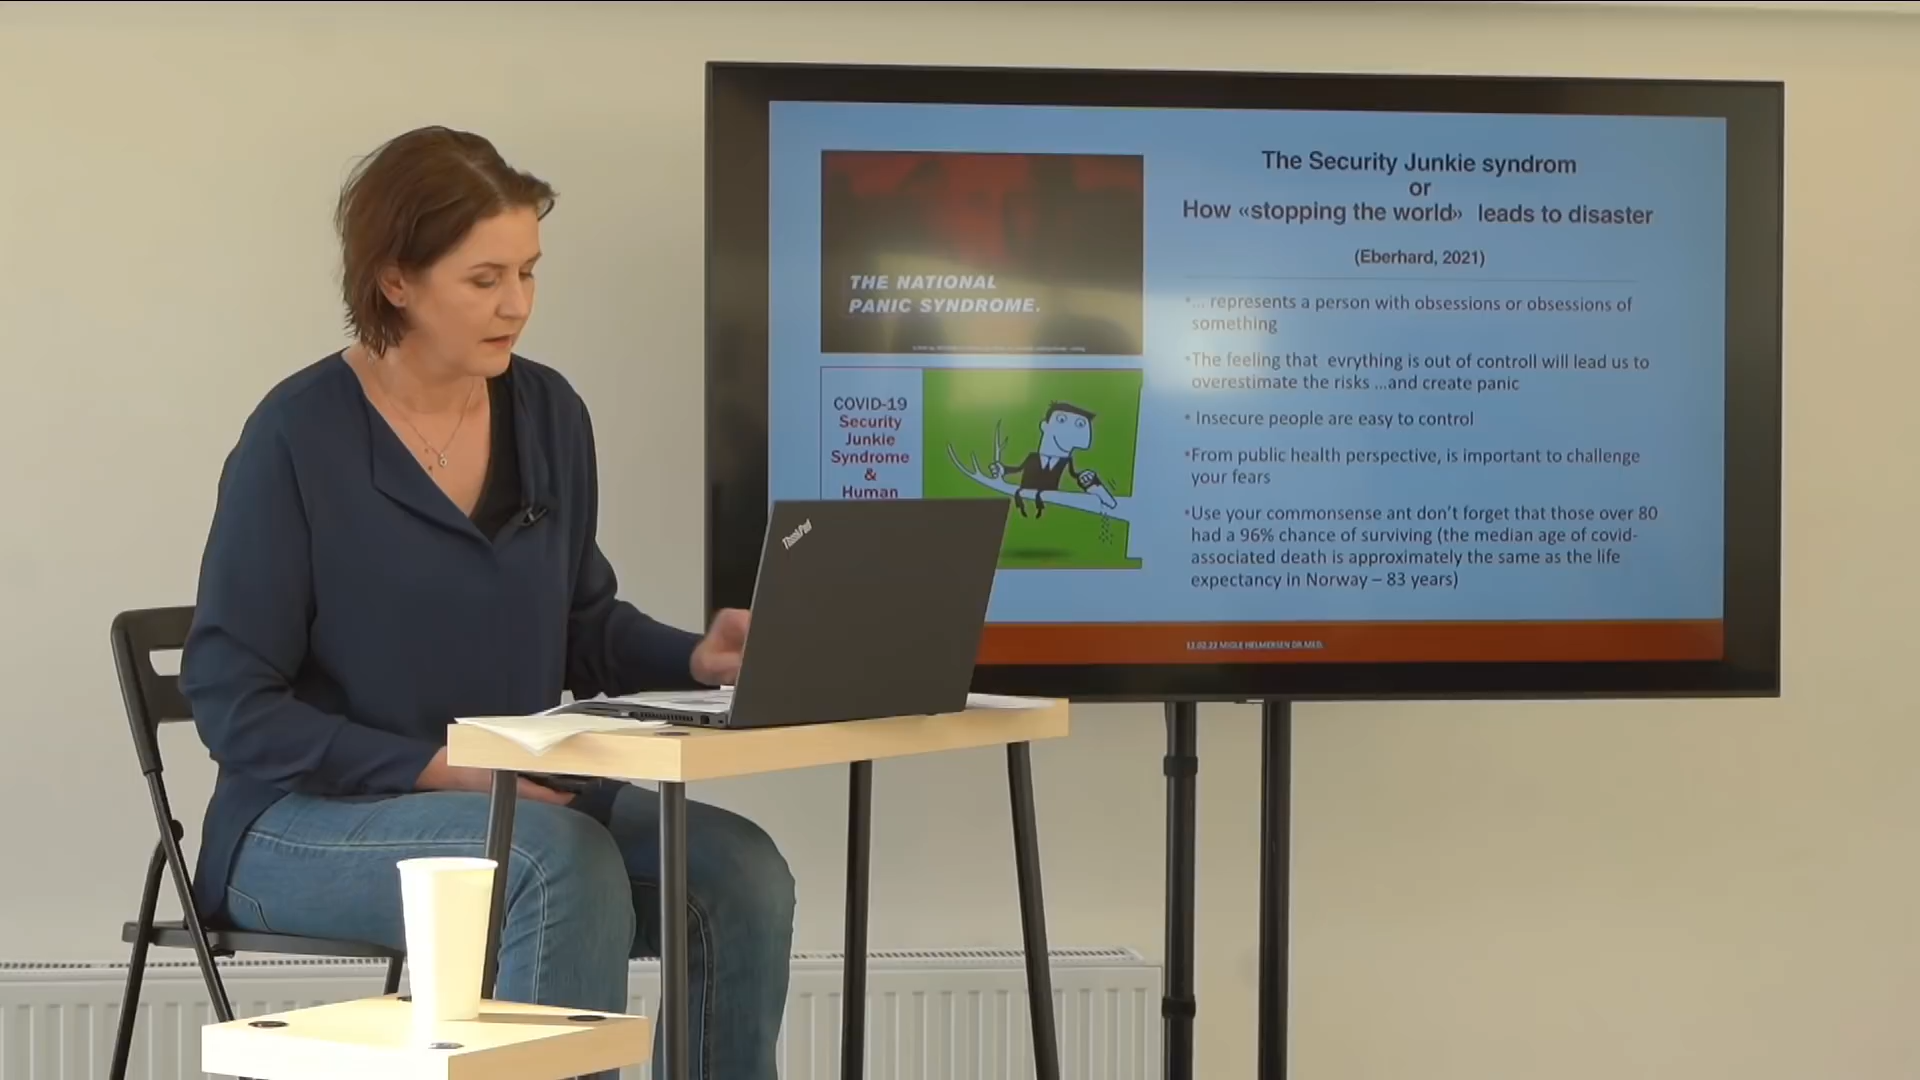 THE NATIONAL
PANIC SYNDROME.
COVID-19
Security
Junkie
Syndrome
&
Human
The Security Junkie syndrom
or
How «stopping the world» leads to disaster
(Eberhard, 2021)
•... represents a person with obsessions or obsessions of
something
•The feeling that evrything is out of controll will lead us to
overestimate the risks ...and create panic
• Insecure people are easy to control
•From public health perspective, is important to challenge
your fears
•Use your commonsense ant don't forget that those over 80
had a 96% chance of surviving (the median age of covid-
associated death is approximately the same as the life
expectancy in Norway – 83 years)
MIGLE HELMERSEN DR.MED.
ThinkPad